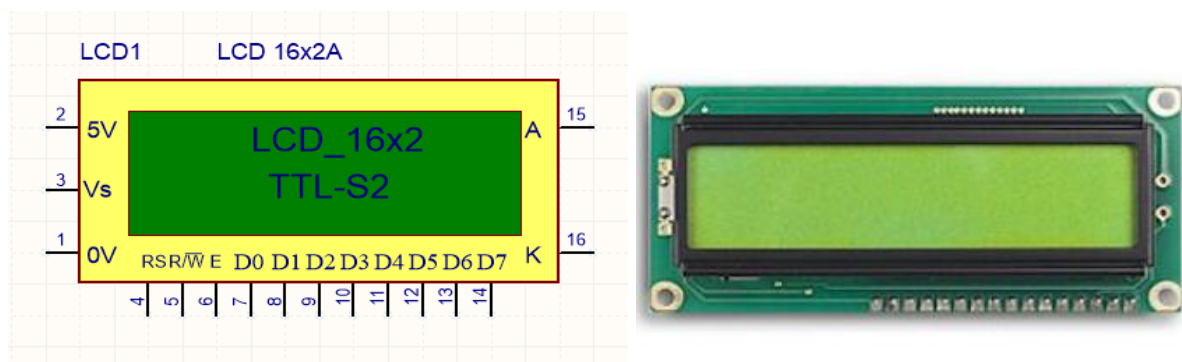 LCD1 LCD 16x2A
2 5V LCD_16x2 A 15
3 Vs TTL-S2
1 0V RS R/W̅ E D0 D1 D2 D3 D4 D5 D6 D7 K 16
4 5 6 7 8 9 10 11 12 13 14